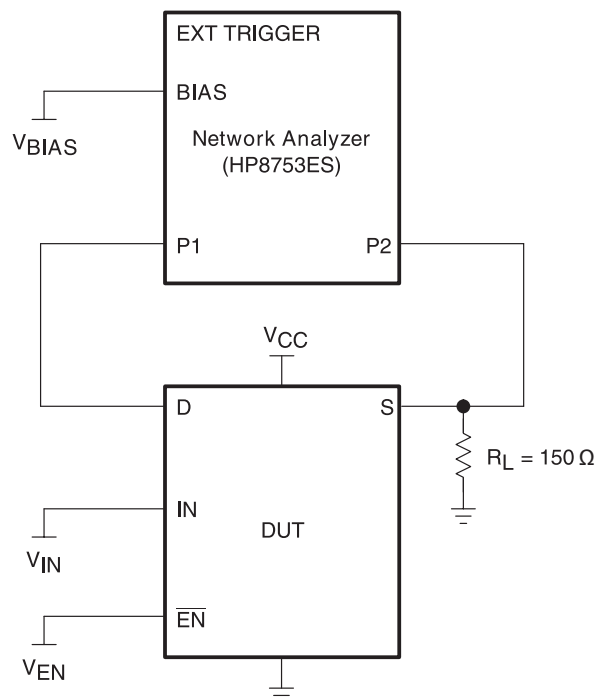 EXT TRIGGER
BIAS
VBIAS
Network Analyzer
(HP8753ES)
P1
P2
VCC
D
S
RL = 150 Ω
IN
DUT
VIN
EN
VEN